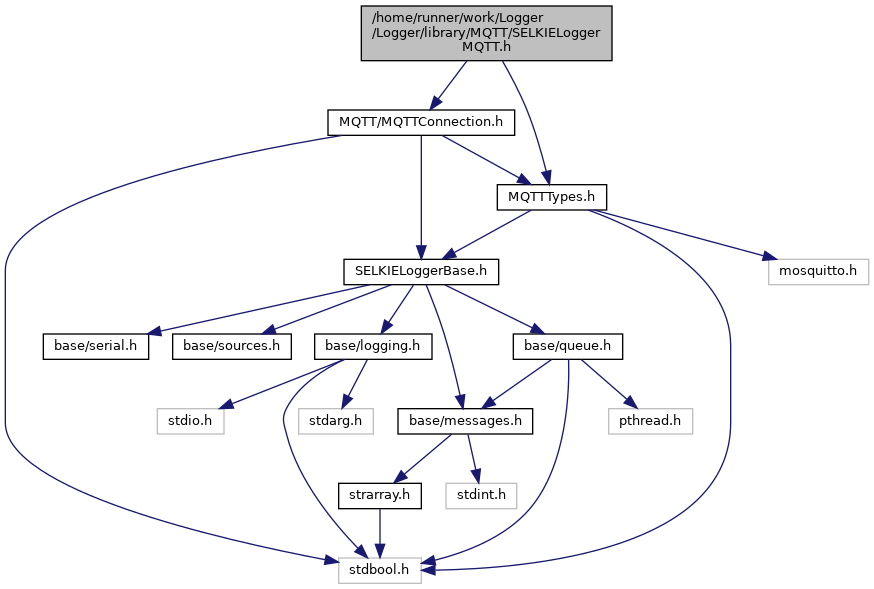 /home/runner/work/Logger
/Logger/library/MQTT/SELKIELogger
MQTT.h
MQTT/MQTTConnection.h
MQTTTypes.h
SELKIELoggerBase.h
mosquitto.h
base/serial.h
base/sources.h
base/logging.h
base/queue.h
stdio.h
stdarg.h
base/messages.h
pthread.h
strarray.h
stdint.h
stdbool.h